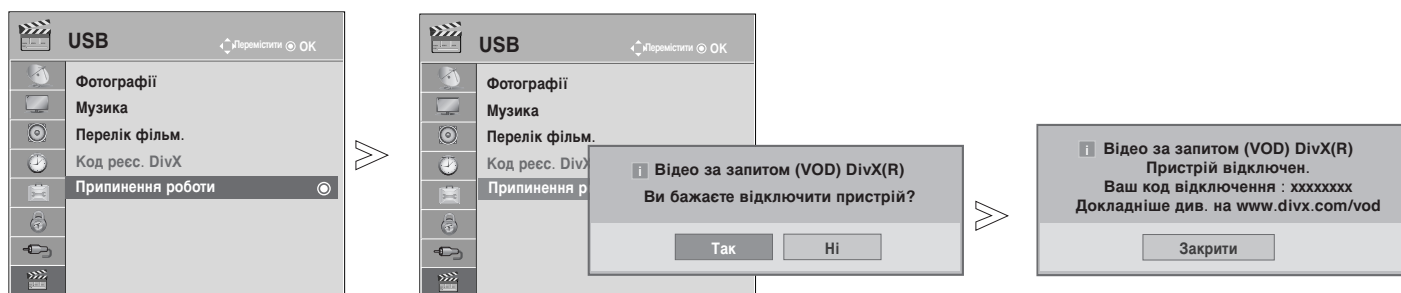 USB
Перемістити OK
Фотографії
Музика
Перелік фільм.
Код реєс. DivX
Припинення роботи
USB
Перемістити OK
Фотографії
Музика
Перелік фільм.
Код реєс. DivX
Припинення р
Відео за запитом (VOD) DivX(R)
Ви бажаєте відключити пристрій?
Так
Ні
Відео за запитом (VOD) DivX(R)
Пристрій відключен.
Ваш код відключення : xxxxxxxx
Докладніше див. на www.divx.com/vod
Закрити